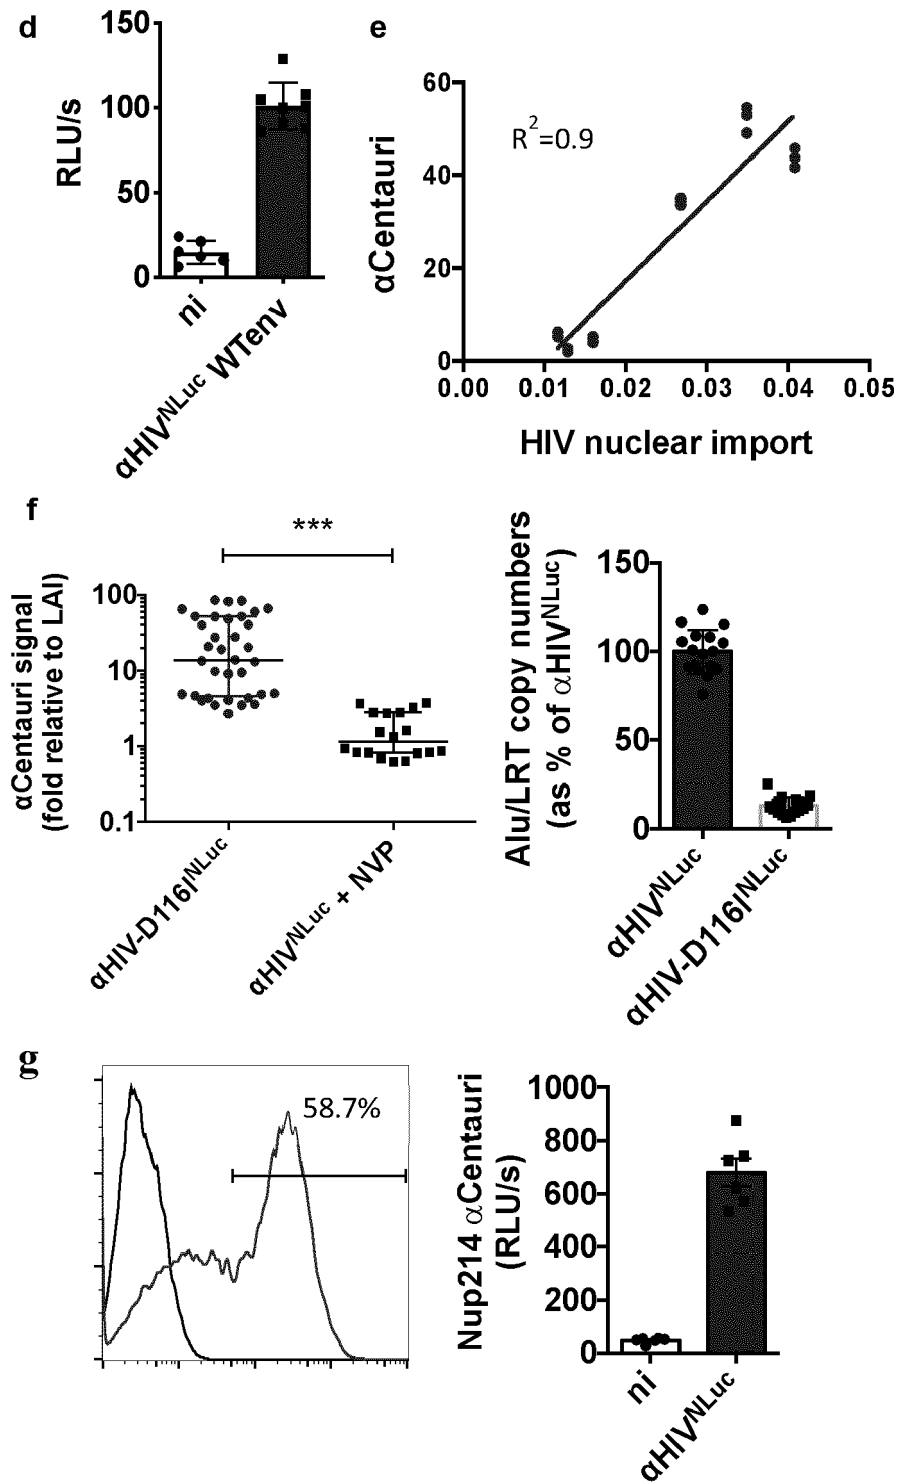 d
150
100
50
0
RLU/s
ni
αHIV^NLuc WTenv
e
60
40
20
0
αCentauri
R²=0.9
0.00 0.01 0.02 0.03 0.04 0.05
HIV nuclear import
f
***
100
10
1
0.1
αCentauri signal
(fold relative to LAI)
αHIV-D116I^NLuc
αHIV^NLuc + NVP
150
100
50
0
Alu/LRT copy numbers
(as % of αHIV^NLuc)
αHIV^NLuc
αHIV-D116I^NLuc
g
58.7%
1000
800
600
400
200
0
Nup214 αCentauri
(RLU/s)
ni
αHIV^NLuc